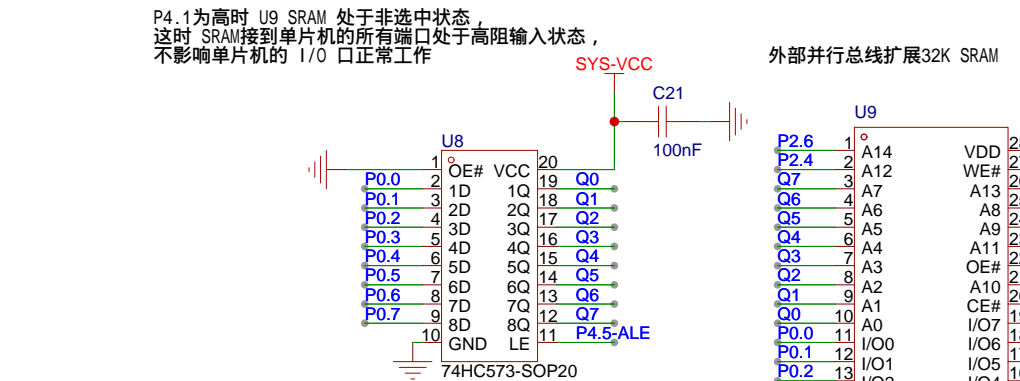 P4.1为高时 U9 SRAM 处于非选中状态，
这时 SRAM接到单片机的所有端口处于高阻输入状态，
不影响单片机的 I/O 口正常工作
外部并行总线扩展32K SRAM
SYS-VCC
C21
100nF
U8
1 OE# VCC 20
P0.0 2 1D 1Q 19 Q0
P0.1 3 2D 2Q 18 Q1
P0.2 4 3D 3Q 17 Q2
P0.3 5 4D 4Q 16 Q3
P0.4 6 5D 5Q 15 Q4
P0.5 7 6D 6Q 14 Q5
P0.6 8 7D 7Q 13 Q6
P0.7 9 8D 8Q 12 Q7
10 GND LE 11 P4.5-ALE
74HC573-SOP20
U9
P2.6 1 A14 VDD
P2.4 2 A12 WE#
Q7 3 A7 A13
Q6 4 A6 A8
Q5 5 A5 A9
Q4 6 A4 A11
Q3 7 A3 OE#
Q2 8 A2 A10
Q1 9 A1 CE#
Q0 10 A0 I/O7
P0.0 11 I/O0 I/O6
P0.1 12 I/O1 I/O5
P0.2 13